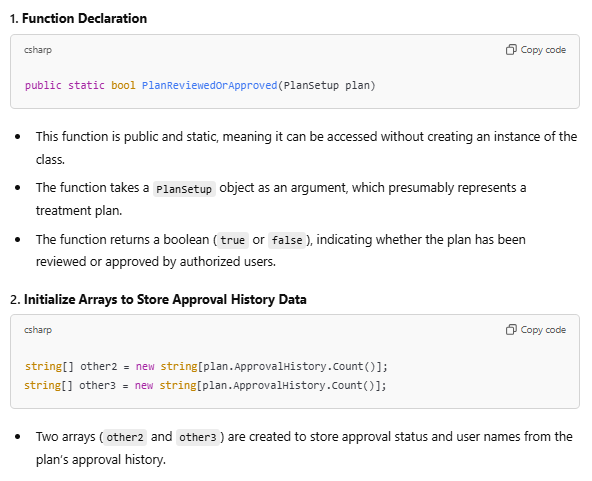 1. Function Declaration
csharp
Copy code
public static bool PlanReviewedOrApproved(PlanSetup plan)
• This function is public and static, meaning it can be accessed without creating an instance of the
class.
• The function takes a PlanSetup object as an argument, which presumably represents a
treatment plan.
• The function returns a boolean (true or false), indicating whether the plan has been
reviewed or approved by authorized users.
2. Initialize Arrays to Store Approval History Data
csharp
Copy code
string[] other2 = new string[plan.ApprovalHistory.Count()];
string[] other3 = new string[plan.ApprovalHistory.Count()];
• Two arrays (other2 and other3) are created to store approval status and user names from the
plan's approval history.